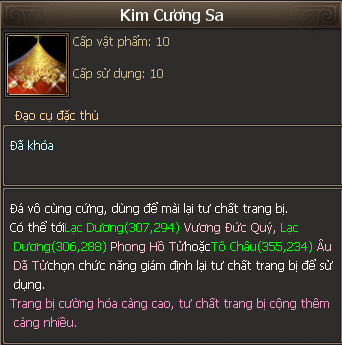 Kim Cương Sa
Cấp vật phẩm: 10
Cấp sử dụng: 10
Đạo cụ đặc thù
Đã khóa
Đá vô cùng cứng, dùng để mài lại tư chất trang bị.
Có thể tớiLạc Dương(307,294) Vương Đức Quý, Lạc
Dương(306,288) Phong Hồ TửhoặcTô Châu(355,234) Âu
Dã Tửchọn chức năng giám định lại tư chất trang bị để sử
dụng.
Trang bị cường hóa càng cao, tư chất trang bị cộng thêm
càng nhiều.